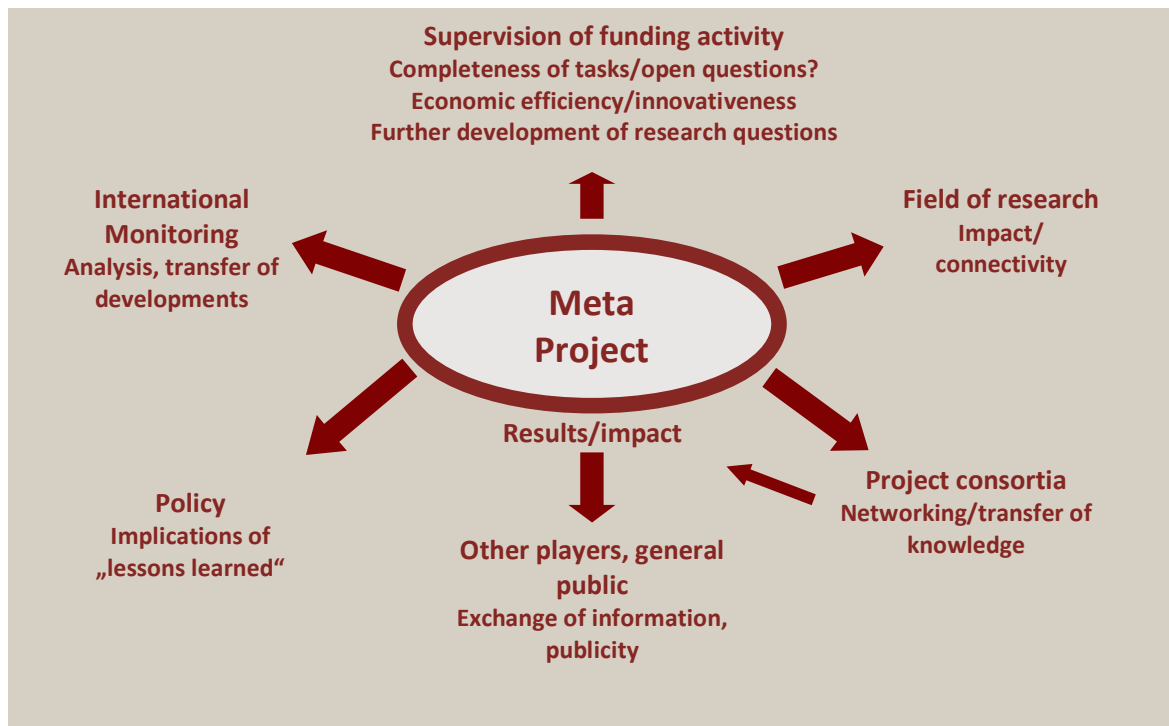 Supervision of funding activity
Completeness of tasks/open questions?
Economic efficiency/innovativeness
Further development of research questions
International
Monitoring
Analysis, transfer of
developments
Field of research
Impact/
connectivity
Meta
Project
Results/impact
Policy
Implications of
„lessons learned“
Project consortia
Networking/transfer of
knowledge
Other players, general
public
Exchange of information,
publicity